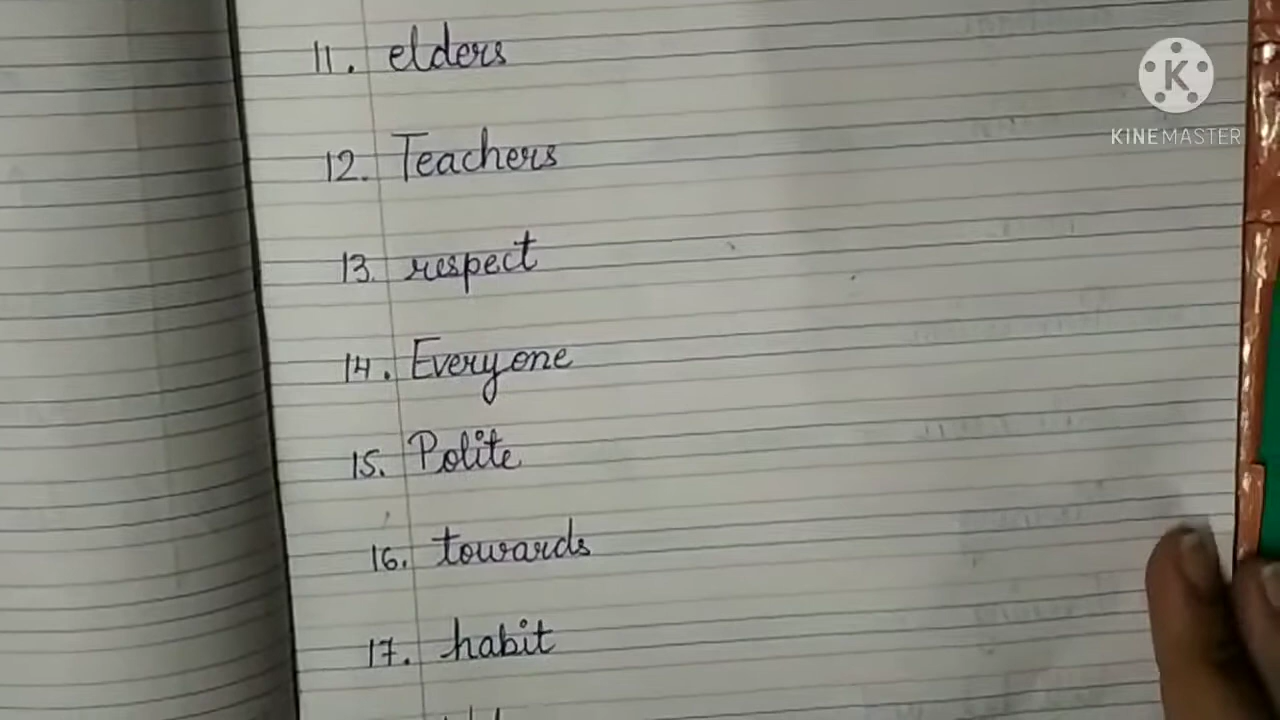 11. elders
12. Teachers
13. respect
14. Everyone
15. Polite
16. towards
17. habit
K
KINEMASTER